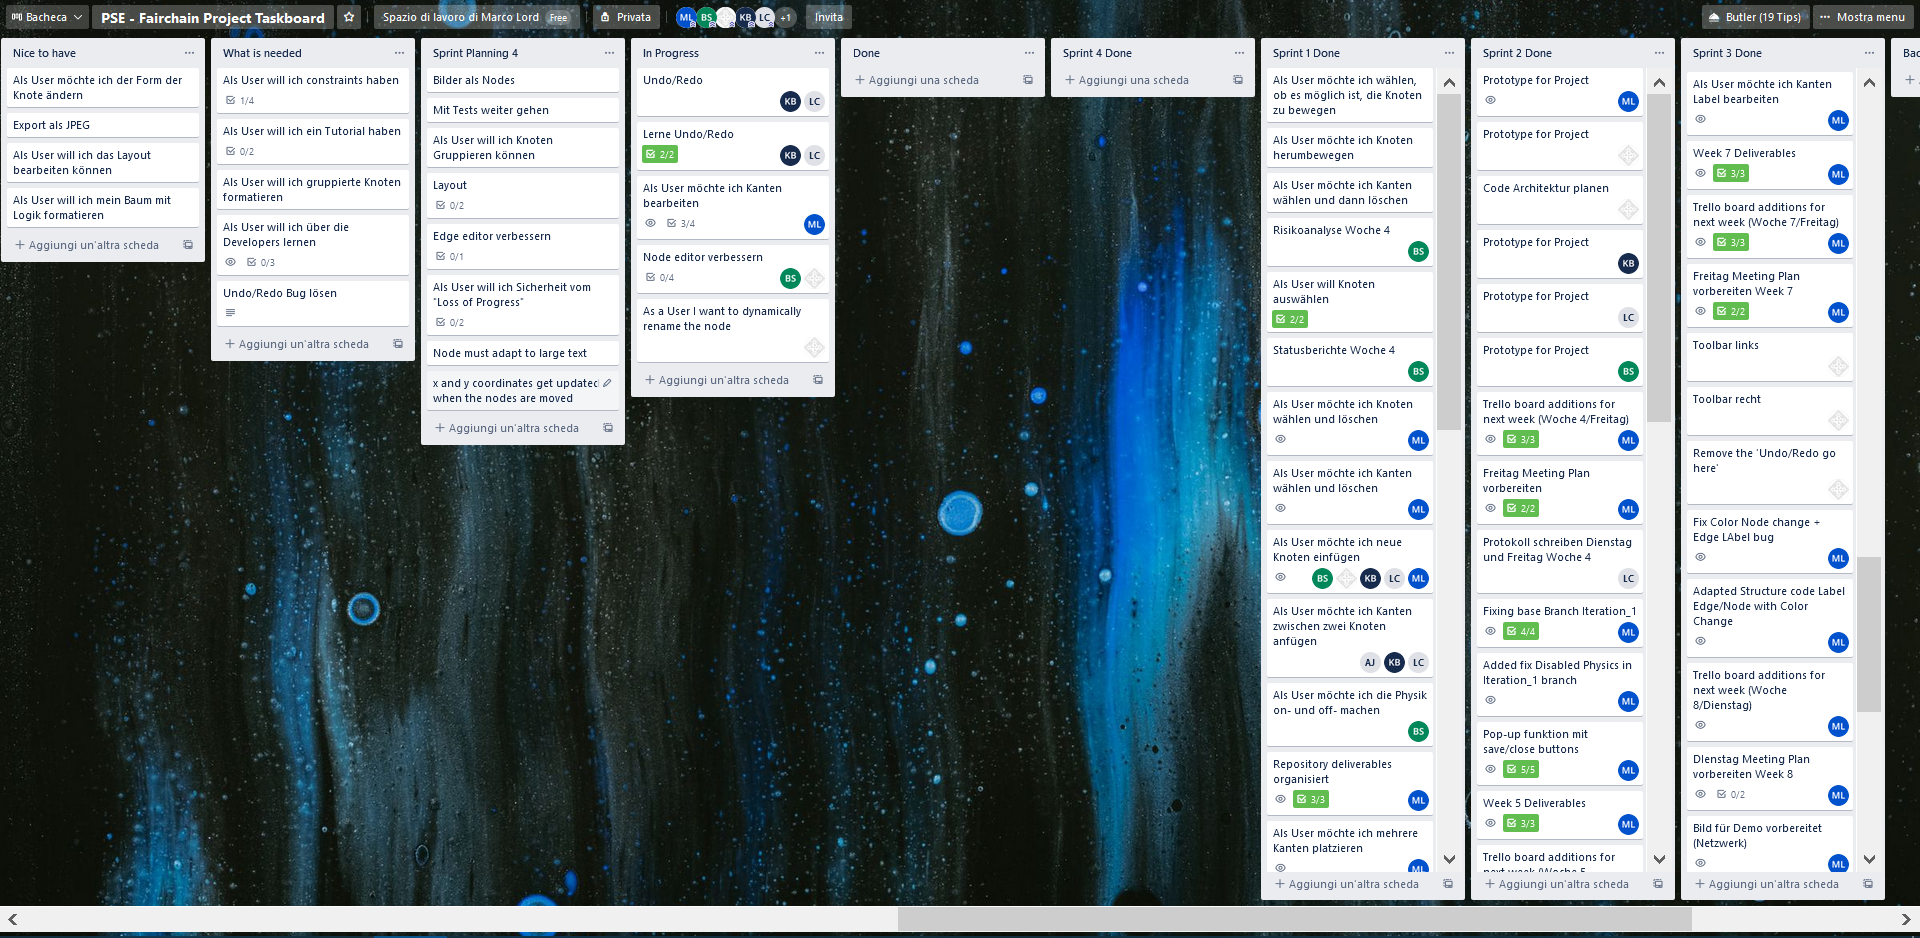 Bacheca
PSE - Fairchain Project Taskboard
Spazio di lavoro di Marco Lord Free
Privata
ML BS KB LC +1
Invita
Butler (19 Tips)
Mostra menu
Nice to have
Als User möchte ich der Form der
Knote ändern
Export als JPEG
Als User will ich das Layout
bearbeiten können
Als User will ich mein Baum mit
Logik formatieren
Aggiungi un'altra scheda
What is needed
Als User will ich constraints haben
1/4
Als User will ich ein Tutorial haben
0/2
Als User will ich gruppierte Knoten
formatieren
Als User will ich über die
Developers lernen
0/3
Undo/Redo Bug lösen
Aggiungi un'altra scheda
Sprint Planning 4
Bilder als Nodes
Mit Tests weiter gehen
Als User will ich Knoten
Gruppieren können
Layout
0/2
Edge editor verbessern
0/1
Als User will ich Sicherheit vom
"Loss of Progress"
0/2
Node must adapt to large text
x and y coordinates get updated
when the nodes are moved
Aggiungi un'altra scheda
In Progress
Undo/Redo
KB LC
Lerne Undo/Redo
2/2 KB LC
Als User möchte ich Kanten
bearbeiten
3/4 ML
Node editor verbessern
0/4 BS
As a User I want to dynamically
rename the node
Aggiungi un'altra scheda
Done
Aggiungi una scheda
Sprint 4 Done
Aggiungi una scheda
Sprint 1 Done
Als User möchte ich wählen,
ob es möglich ist, die Knoten
zu bewegen
Als User möchte ich Knoten
herumbewegen
Als User möchte ich Kanten
wählen und dann löschen
Risikoanalyse Woche 4
BS
Als User will Knoten
auswählen
2/2
Statusberichte Woche 4
BS
Als User möchte ich Knoten
wählen und löschen
ML
Als User möchte ich Kanten
wählen und löschen
ML
Als User möchte ich neue
Knoten einfügen
BS KB LC ML
Als User möchte ich Kanten
zwischen zwei Knoten
anfügen
AJ KB LC
Als User möchte ich die Physik
on- und off- machen
BS
Repository deliverables
organisiert
3/3 ML
Als User möchte ich mehrere
Kanten platzieren
ML
Aggiungi un'altra scheda
Sprint 2 Done
Prototype for Project
ML
Prototype for Project
Code Architektur planen
Prototype for Project
KB
Prototype for Project
LC
Prototype for Project
BS
Trello board additions for
next week (Woche 4/Freitag)
3/3 ML
Freitag Meeting Plan
vorbereiten
2/2 ML
Protokoll schreiben Dienstag
und Freitag Woche 4
LC
Fixing base Branch Iteration_1
4/4 ML
Added fix Disabled Physics in
Iteration_1 branch
ML
Pop-up funktion mit
save/close buttons
5/5 ML
Week 5 Deliverables
3/3 ML
Trello board additions for
next week (Woche 5
Aggiungi un'altra scheda
Sprint 3 Done
Als User möchte ich Kanten
Label bearbeiten
ML
Week 7 Deliverables
3/3 ML
Trello board additions for
next week (Woche 7/Freitag)
3/3 ML
Freitag Meeting Plan
vorbereiten Week 7
2/2 ML
Toolbar links
Toolbar recht
Remove the 'Undo/Redo go
here'
Fix Color Node change +
Edge LAbel bug
ML
Adapted Structure code Label
Edge/Node with Color
Change
ML
Trello board additions for
next week (Woche
8/Dienstag)
ML
DIenstag Meeting Plan
vorbereiten Week 8
0/2 ML
Bild für Demo vorbereitet
(Netzwerk)
ML
Aggiungi un'altra scheda
Bac